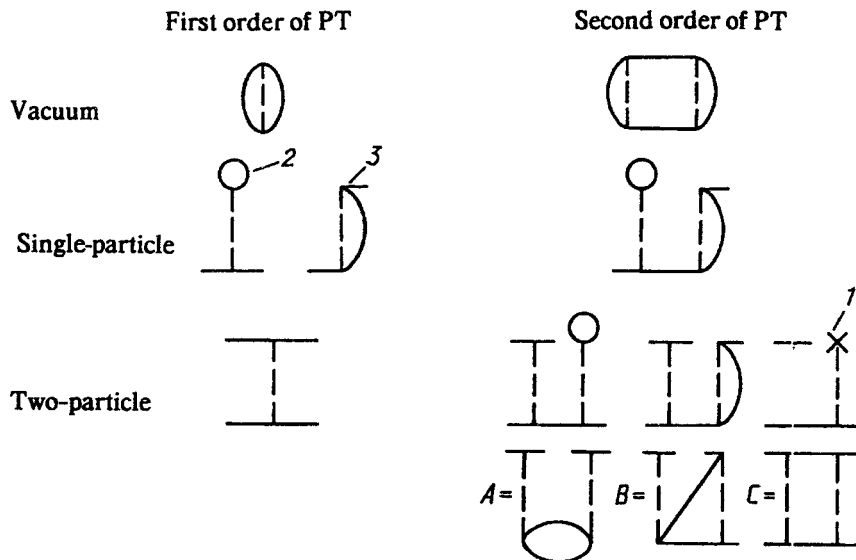 First order of PT
Second order of PT
Vacuum
2
3
Single-particle
1
Two-particle
A=
B=
C=